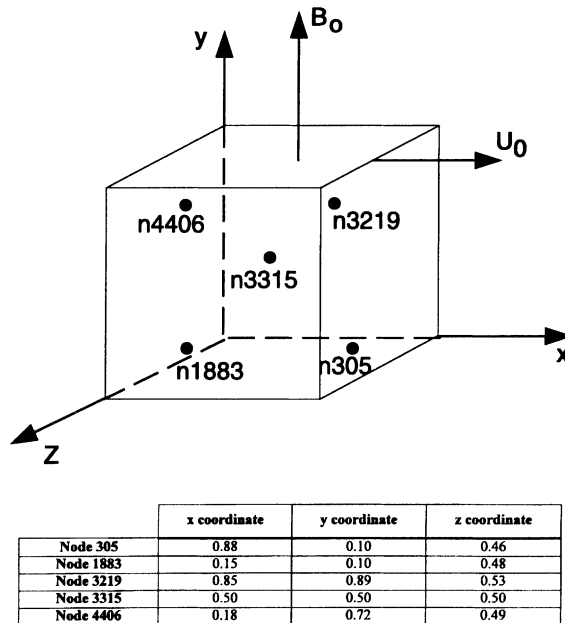 y
B₀
U₀
n4406
n3219
n3315
n1883
n305
x
Z
x coordinate y coordinate z coordinate
Node 305 0.88 0.10 0.46
Node 1883 0.15 0.10 0.48
Node 3219 0.85 0.89 0.53
Node 3315 0.50 0.50 0.50
Node 4406 0.18 0.72 0.49